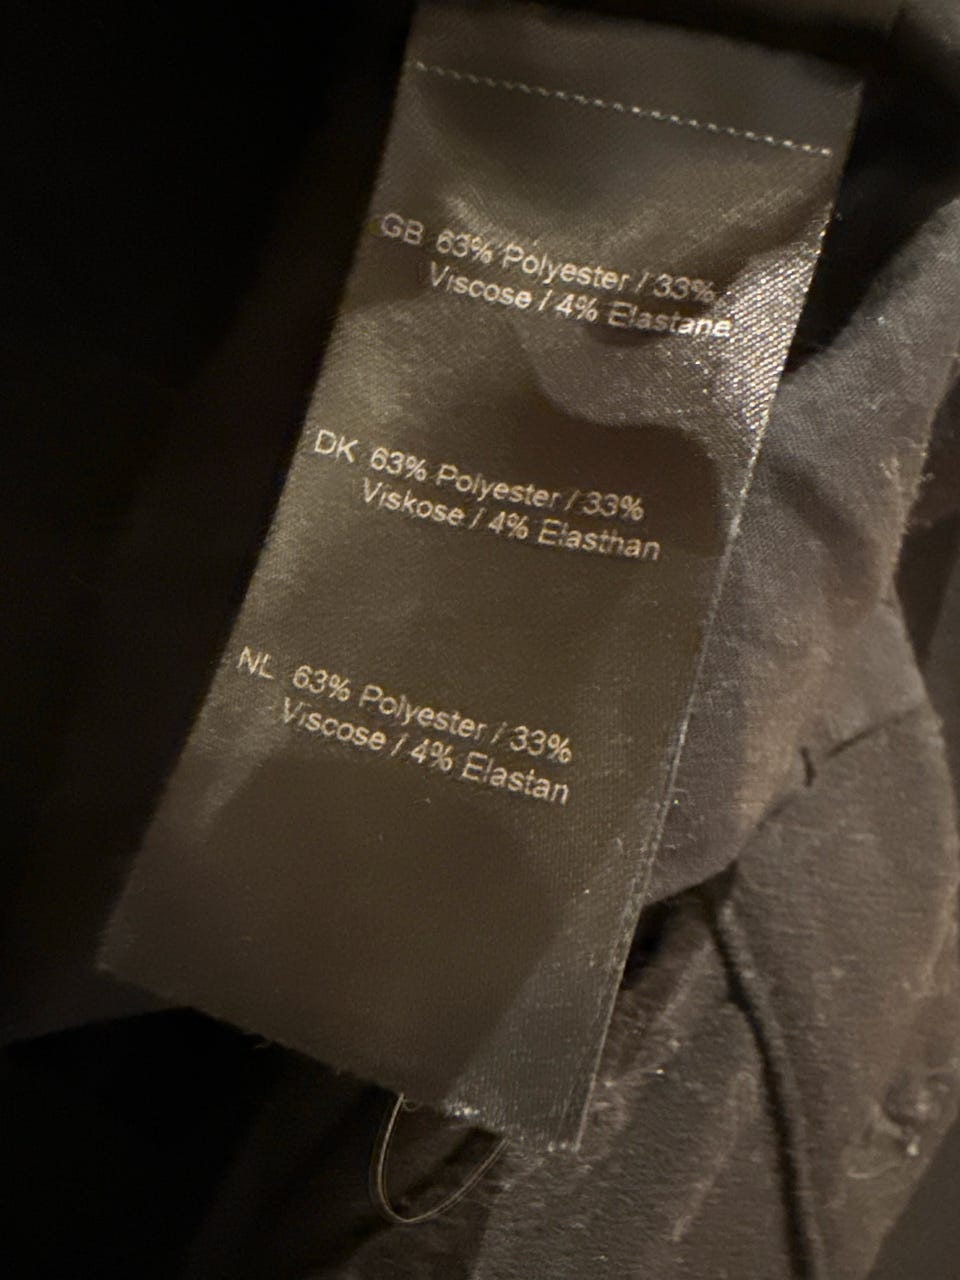 GB 63% Polyester / 33%
Viscose / 4% Elastane
DK 63% Polyester / 33%
Viskose / 4% Elasthan
NL 63% Polyester / 33%
Viscose / 4% Elastan